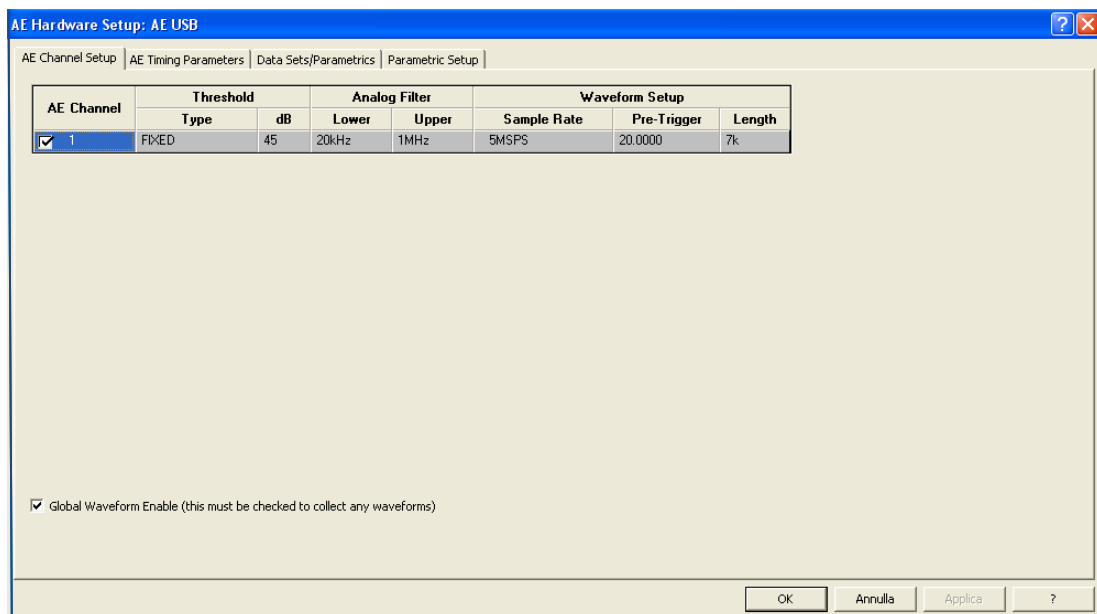 AE Hardware Setup: AE USB
AE Channel Setup AE Timing Parameters Data Sets/Parametrics Parametric Setup
AE Channel Threshold Analog Filter Waveform Setup
Type dB Lower Upper Sample Rate Pre-Trigger Length
1 FIXED 45 20kHz 1MHz 5MSPS 20.0000 7k
Global Waveform Enable (this must be checked to collect any waveforms)
OK Annulla Applica ?